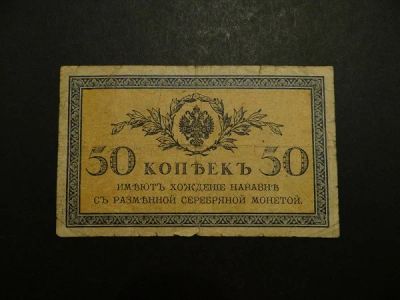 50 КОПѢЕКЪ 50
ИМѢЮТЪ ХОЖДЕНІЕ НАРАВНѢ
СЪ РАЗМѢННОЙ СЕРЕБРЯНОЙ МОНЕТОЙ.